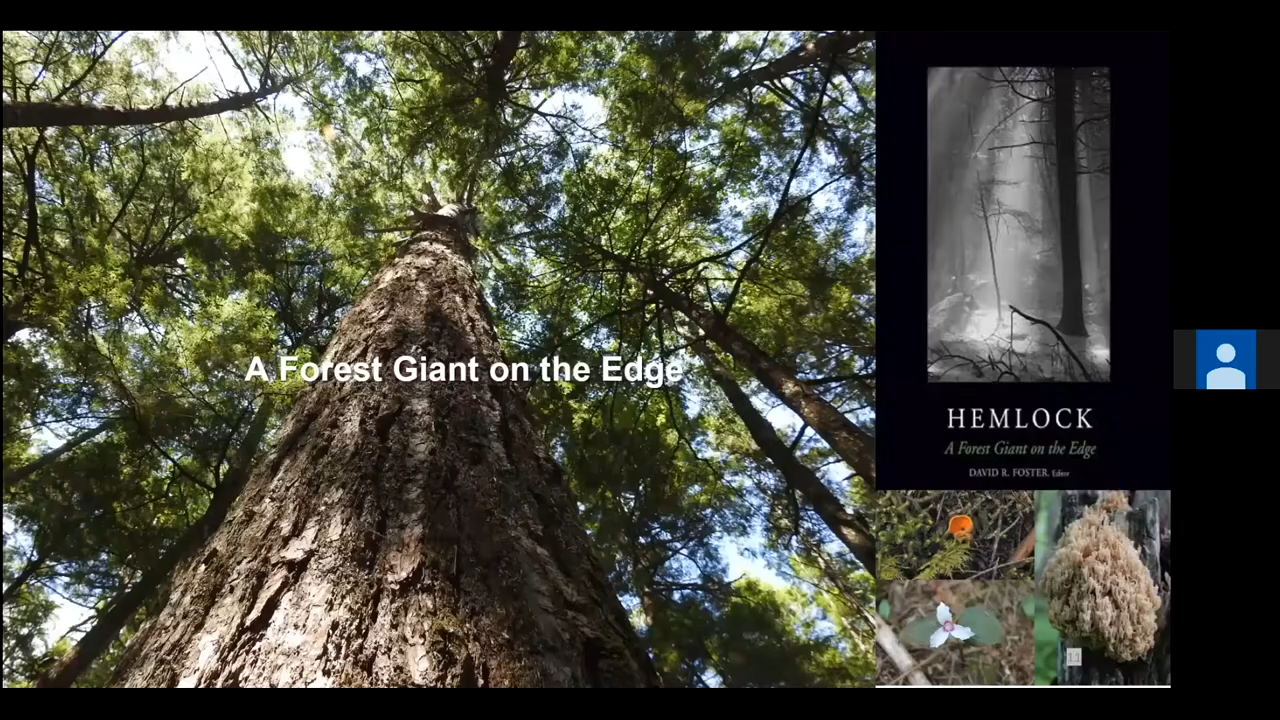 A Forest Giant on the Edge
HEMLOCK
A Forest Giant on the Edge
DAVID R. FOSTER, Editor